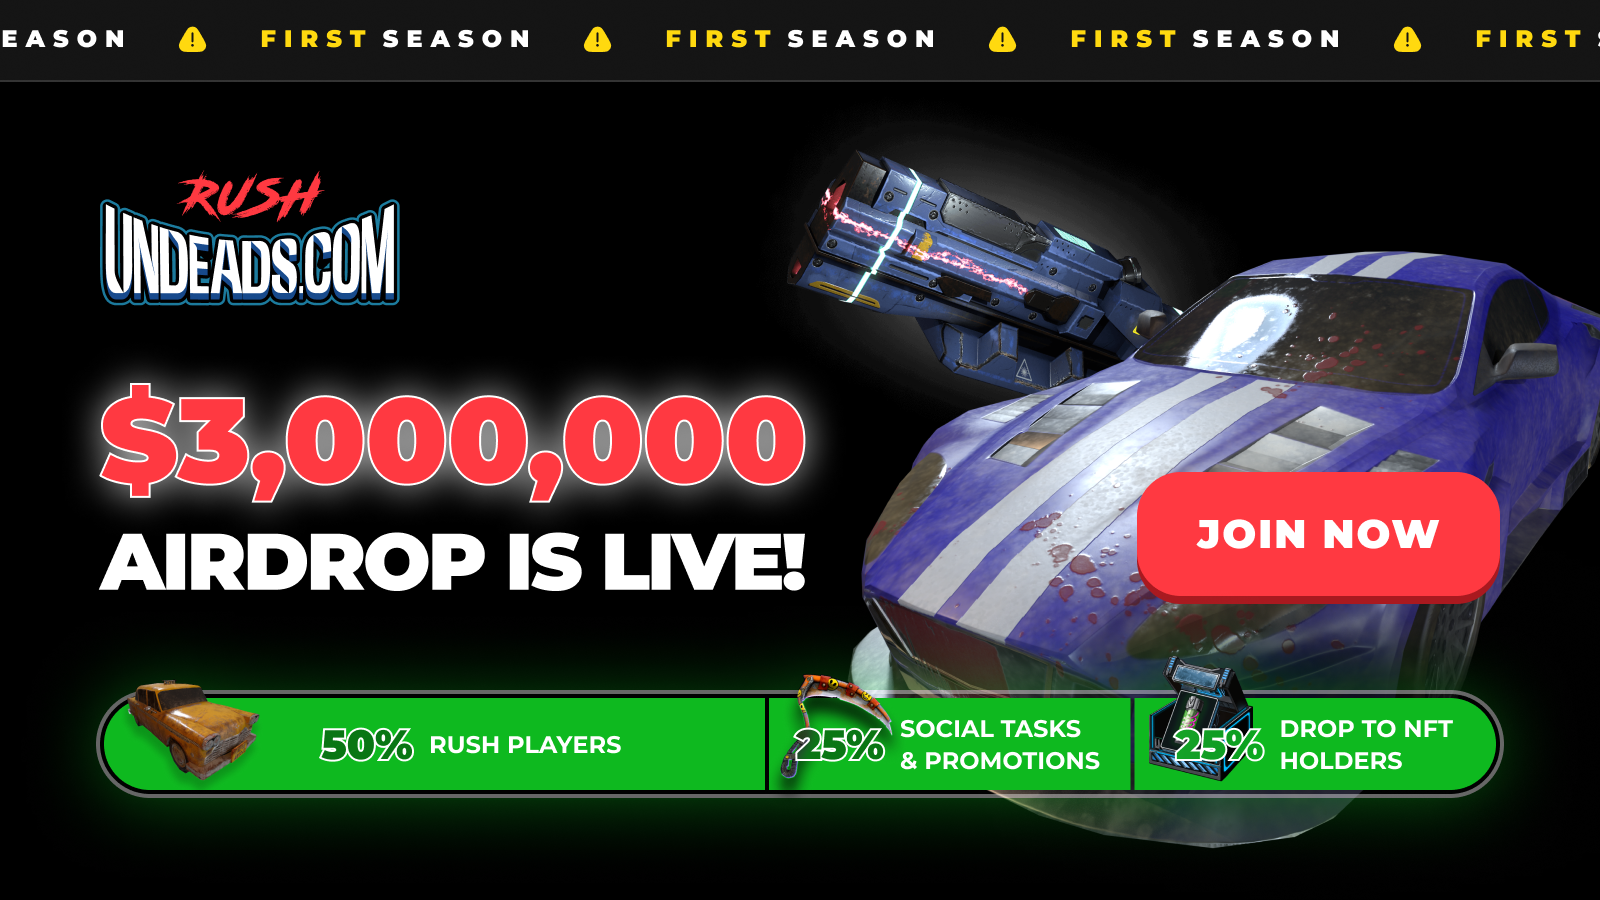 EASON FIRST SEASON FIRST SEASON FIRST SEASON FIRST
RUSH
UNDEADS.COM
$3,000,000
AIRDROP IS LIVE!
JOIN NOW
50% RUSH PLAYERS
25% SOCIAL TASKS
& PROMOTIONS
25% DROP TO NFT
HOLDERS